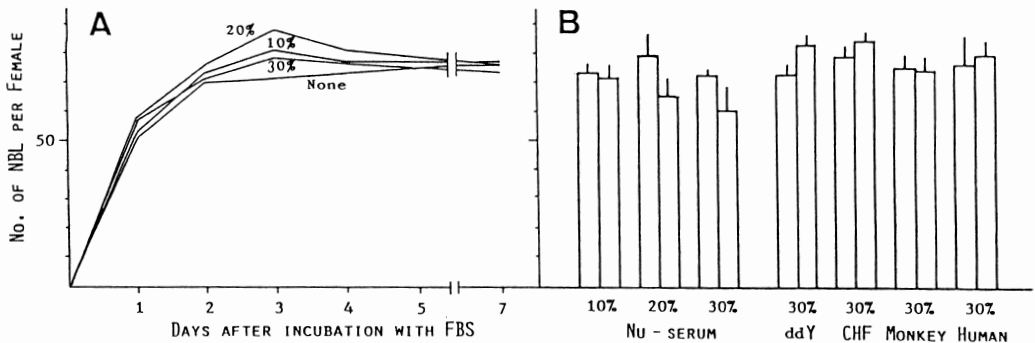 A
B
No. of NBL per Female
50
20%
10%
30%
None
1 2 3 4 5 7
Days after incubation with FBS
10% 20% 30% 30% 30% 30% 30%
Nu - serum ddY CHF Monkey Human